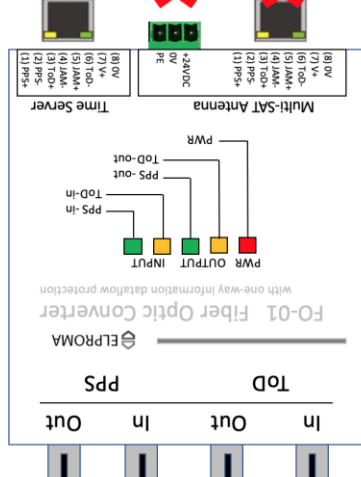 In Out In Out
ToD PPS
ELPROMA
FO-01 Fiber Optic Converter
with one-way information dataflow protection
PWR OUTPUT INPUT
PPS -in
ToD-in
PPS -out
ToD-out
PWR
Multi-SAT Antenna
(8) 0V
(7) V+
(6) ToD-
(5) JAM+
(4) JAM-
(3) ToD+
(2) PPS-
(1) PPS+
+24VDC
0V
PE
Time Server
(8) 0V
(7) V+
(6) ToD-
(5) JAM+
(4) JAM-
(3) ToD+
(2) PPS-
(1) PPS+